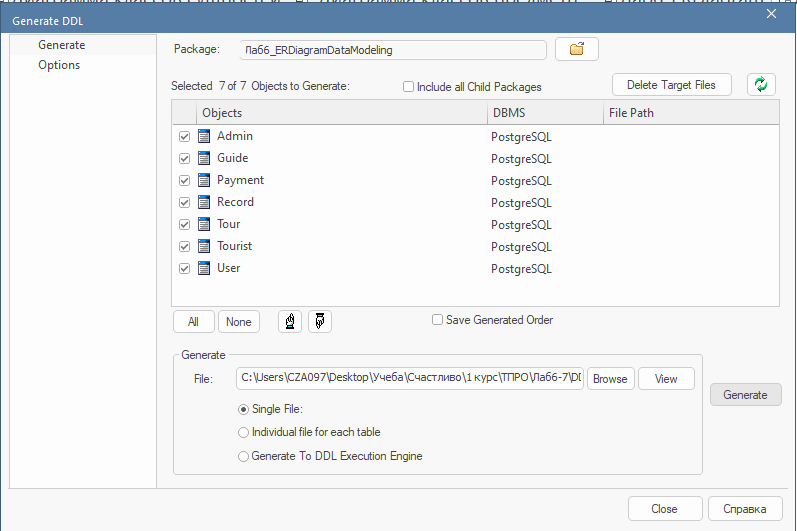 Generate DDL
Generate
Options
Package: Лаб6_ERDiagramDataModeling
Selected 7 of 7 Objects to Generate: Include all Child Packages Delete Target Files
Objects DBMS File Path
Admin PostgreSQL
Guide PostgreSQL
Payment PostgreSQL
Record PostgreSQL
Tour PostgreSQL
Tourist PostgreSQL
User PostgreSQL
All None Save Generated Order
Generate
File: C:\Users\CZA097\Desktop\Учеба\Счастливо\1 курс\ТПРО\Лаб6-7\DD Browse View
Generate
Single File:
Individual file for each table
Generate To DDL Execution Engine
Close Справка